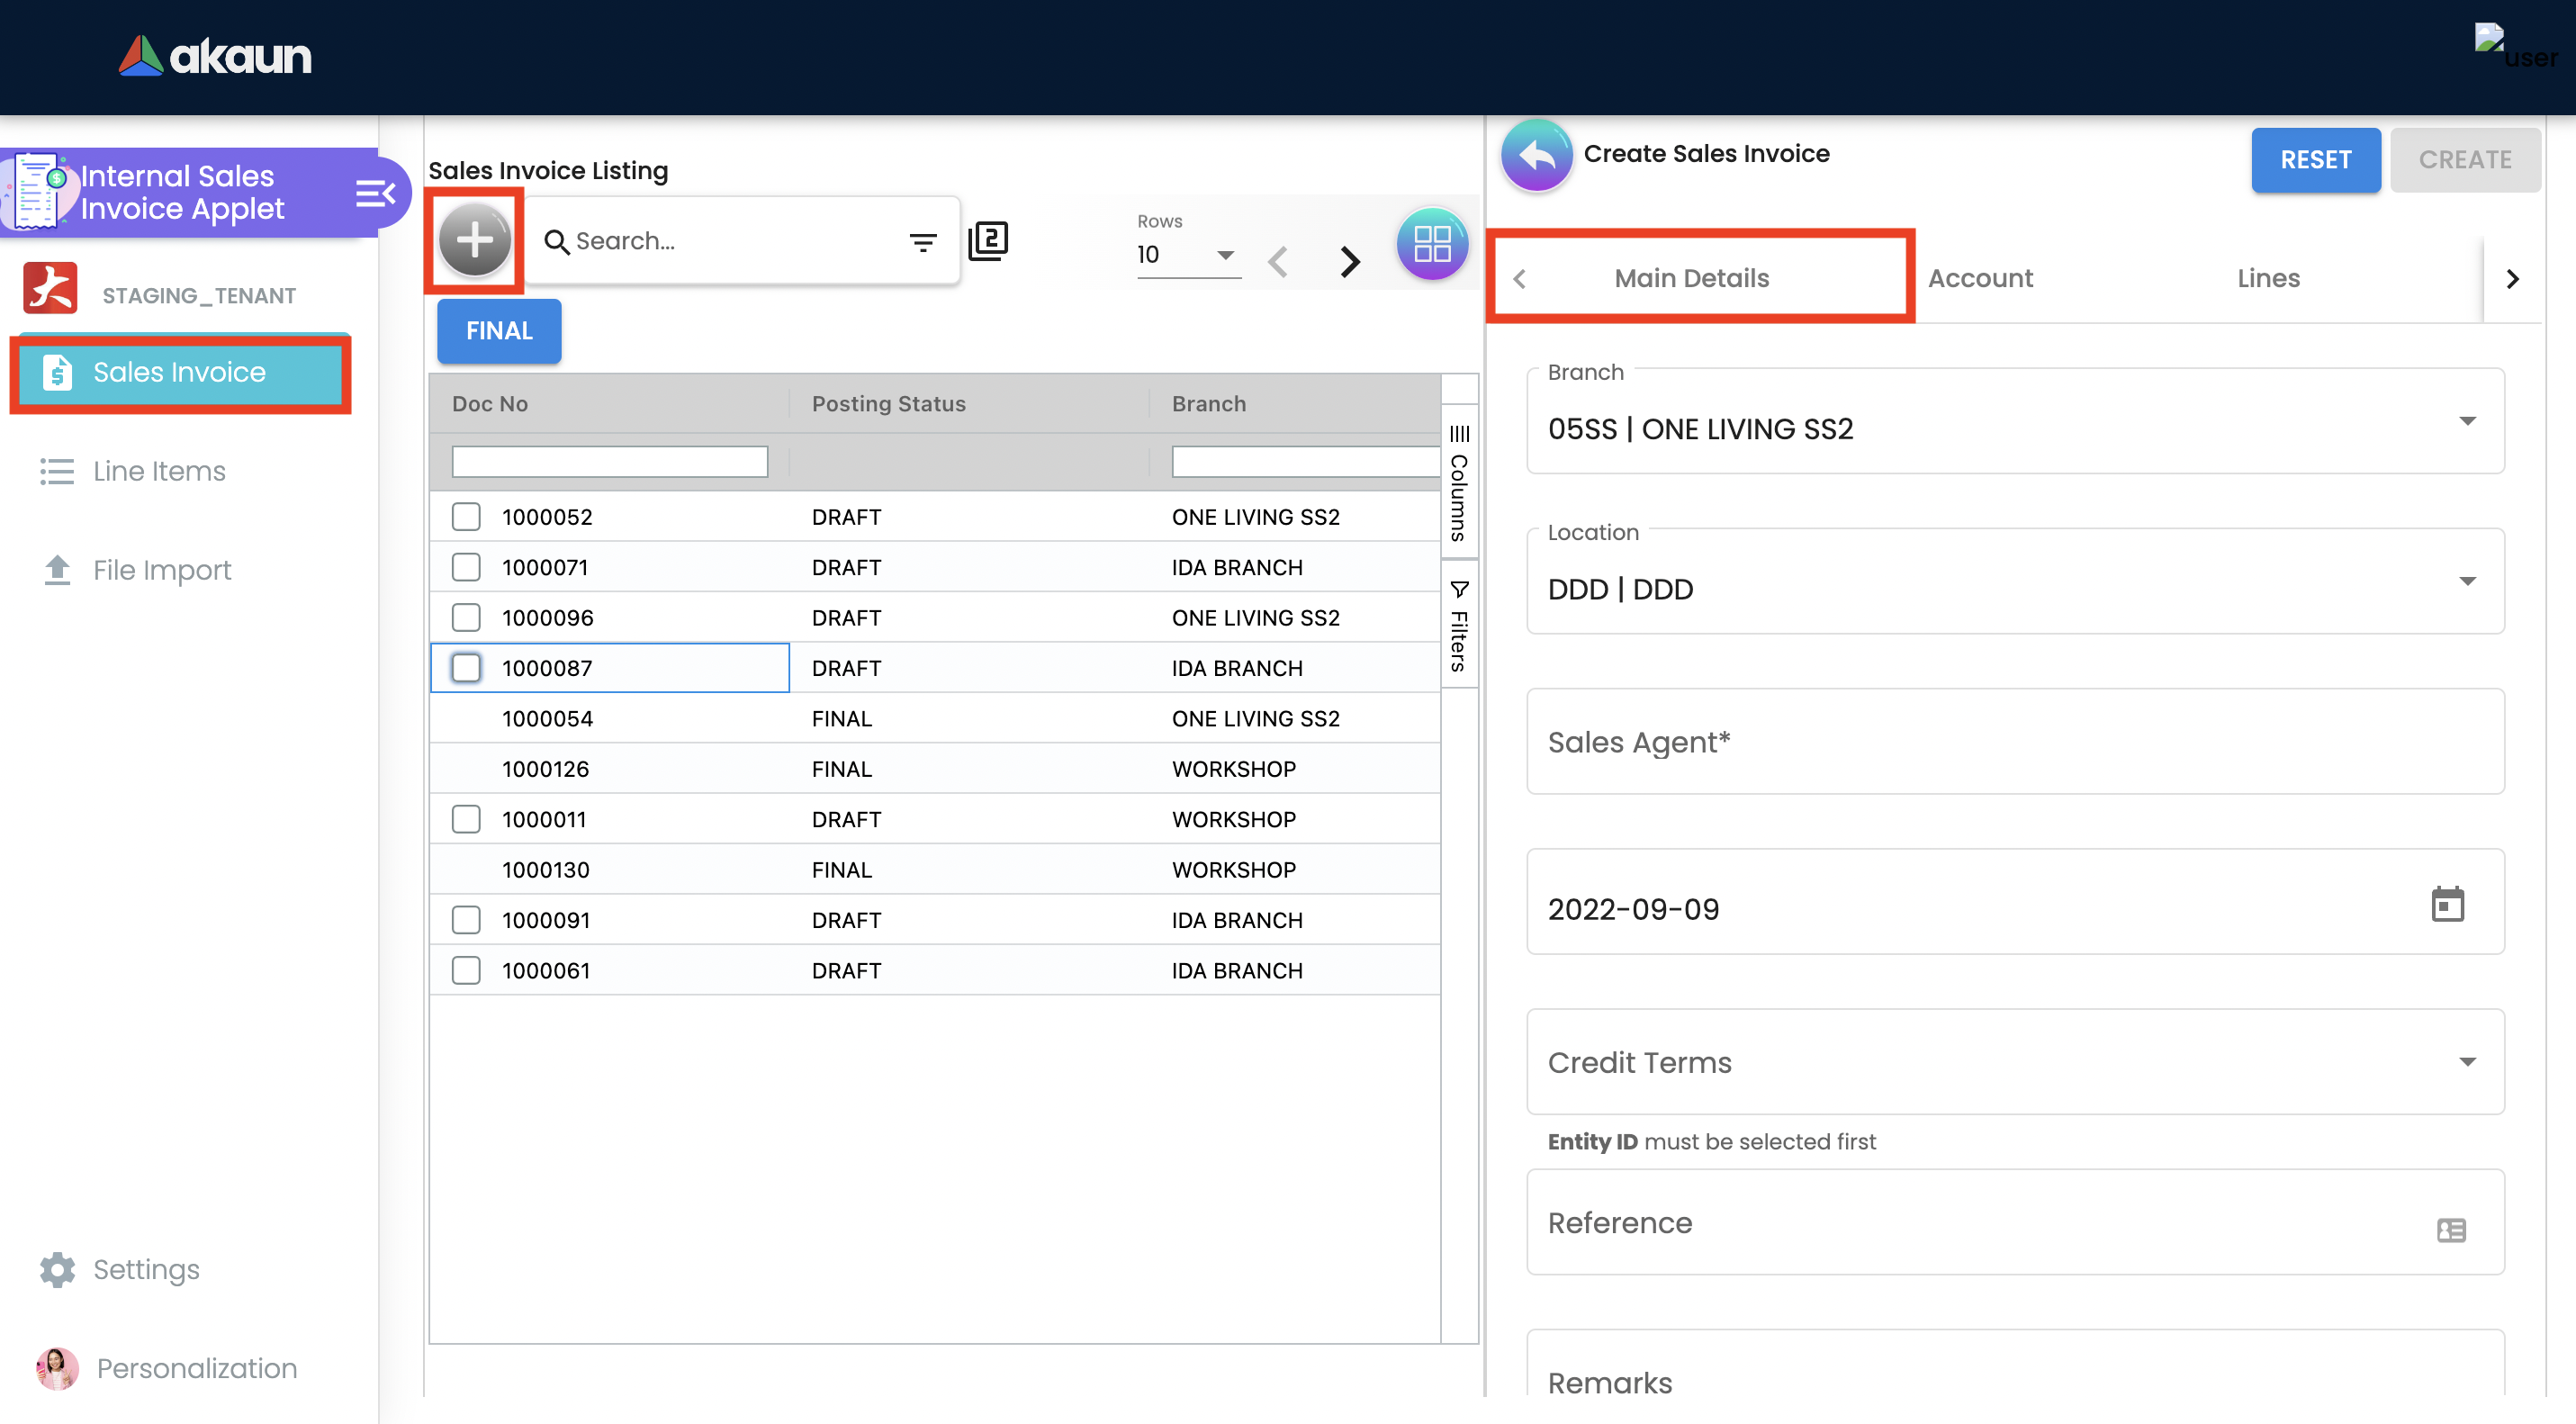 akaun
user
Internal Sales
Invoice Applet
STAGING_TENANT
Sales Invoice
Line Items
File Import
Settings
Personalization
Sales Invoice Listing
Search...
2
Rows
10
FINAL
Doc No Posting Status Branch
1000052 DRAFT ONE LIVING SS2
1000071 DRAFT IDA BRANCH
1000096 DRAFT ONE LIVING SS2
1000087 DRAFT IDA BRANCH
1000054 FINAL ONE LIVING SS2
1000126 FINAL WORKSHOP
1000011 DRAFT WORKSHOP
1000130 FINAL WORKSHOP
1000091 DRAFT IDA BRANCH
1000061 DRAFT IDA BRANCH
Columns
Filters
Create Sales Invoice
RESET CREATE
Main Details Account Lines
Branch
05SS | ONE LIVING SS2
Location
DDD | DDD
Sales Agent*
2022-09-09
Credit Terms
Entity ID must be selected first
Reference
Remarks